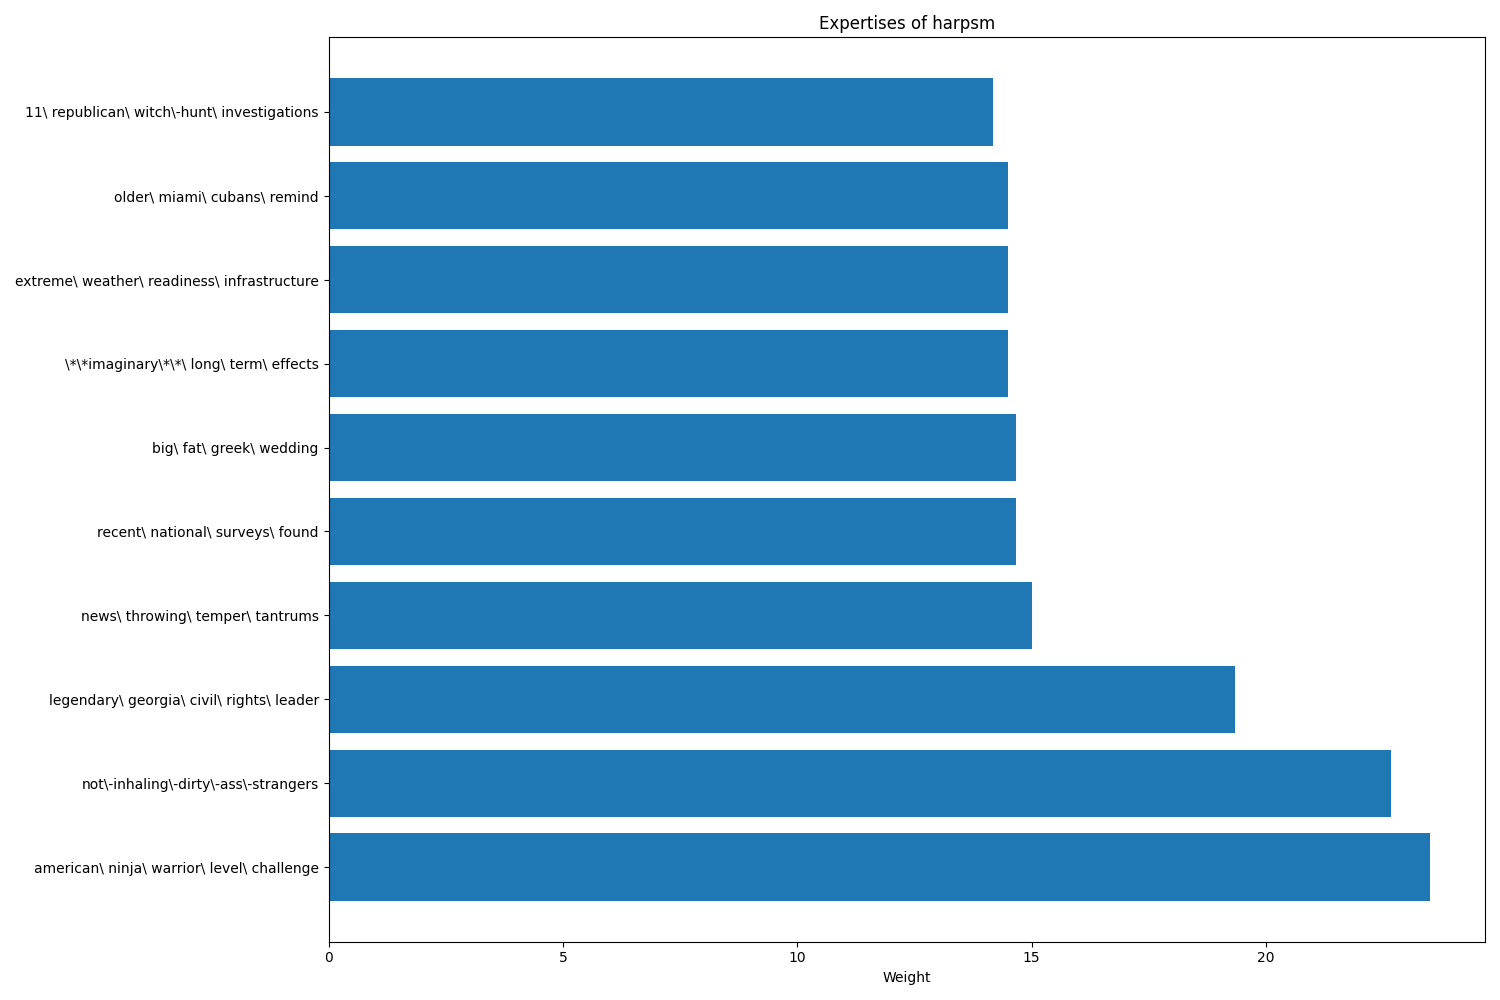 Expertises of harpsm
11\ republican\ witch\-hunt\ investigations
older\ miami\ cubans\ remind
extreme\ weather\ readiness\ infrastructure
\*\*imaginary\*\*\ long\ term\ effects
big\ fat\ greek\ wedding
recent\ national\ surveys\ found
news\ throwing\ temper\ tantrums
legendary\ georgia\ civil\ rights\ leader
not\-inhaling\-dirty\-ass\-strangers
american\ ninja\ warrior\ level\ challenge
0 5 10 15 20
Weight